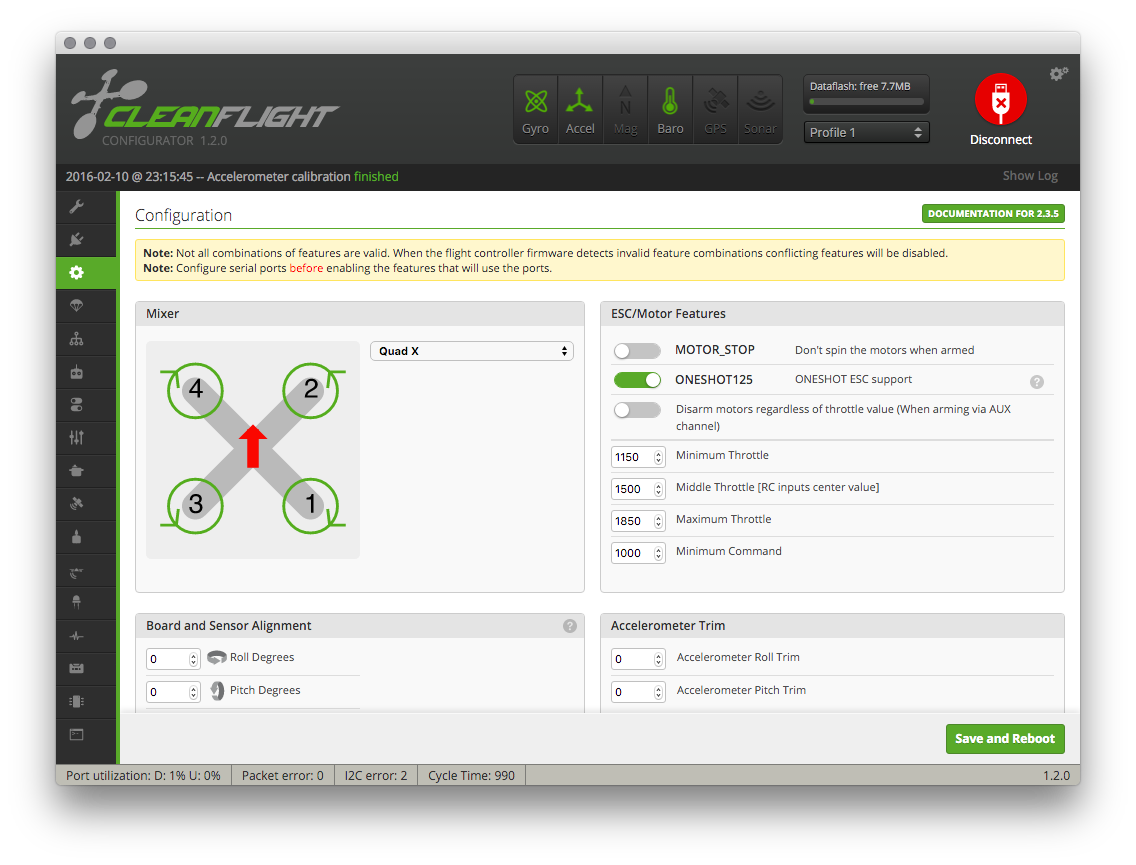 CLEANFLIGHT
CONFIGURATOR 1.2.0
Gyro
Accel
N
Mag
Baro
GPS
Sonar
Dataflash: free 7.7MB
Profile 1
Disconnect
2016-02-10 @ 23:15:45 -- Accelerometer calibration finished
Show Log
Configuration
DOCUMENTATION FOR 2.3.5
Note: Not all combinations of features are valid. When the flight controller firmware detects invalid feature combinations conflicting features will be disabled.
Note: Configure serial ports before enabling the features that will use the ports.
Mixer
4
2
3
1
Quad X
ESC/Motor Features
MOTOR_STOP Don't spin the motors when armed
ONESHOT125 ONESHOT ESC support ?
Disarm motors regardless of throttle value (When arming via AUX
channel)
1150 Minimum Throttle
1500 Middle Throttle [RC inputs center value]
1850 Maximum Throttle
1000 Minimum Command
Board and Sensor Alignment ?
0 Roll Degrees
0 Pitch Degrees
Accelerometer Trim
0 Accelerometer Roll Trim
0 Accelerometer Pitch Trim
Save and Reboot
Port utilization: D: 1% U: 0%
Packet error: 0
I2C error: 2
Cycle Time: 990
1.2.0